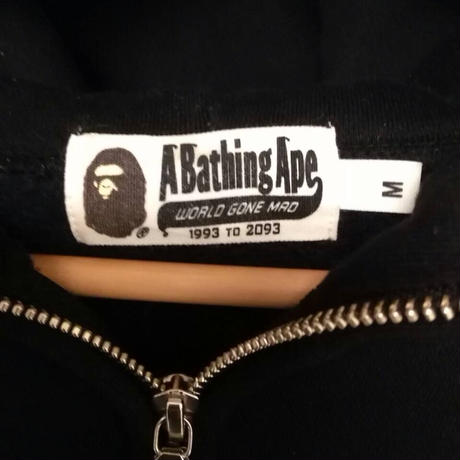 A Bathing Ape
WORLD GONE MAD
1993 TO 2093
®
M